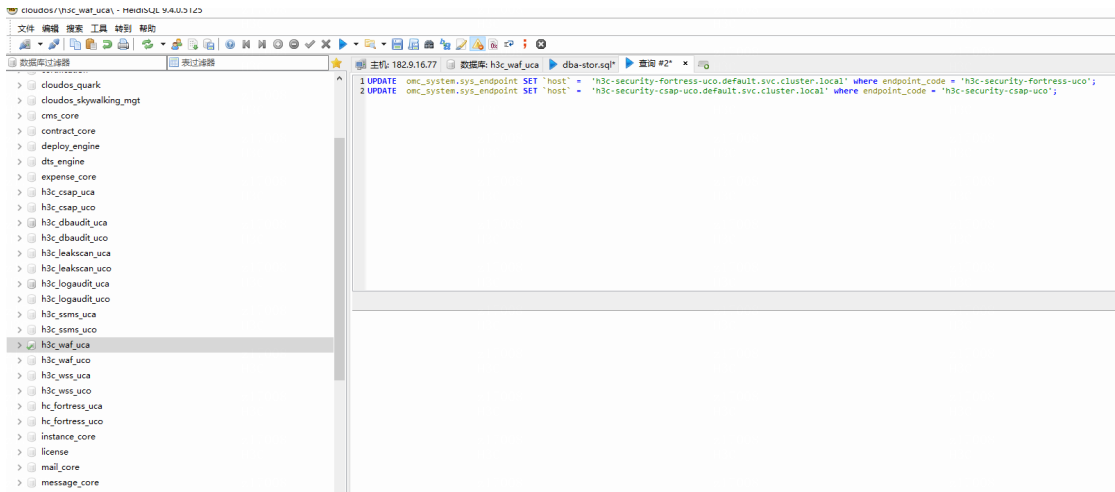 cloudos7\h3c_waf_uca\ - HeidiSQL 9.4.0.5125
文件 编辑 搜索 工具 转到 帮助
数据库过滤器 表过滤器
主机: 182.9.16.77 数据库: h3c_waf_uca dba-stor.sql* 查询 #2*
1 UPDATE omc_system.sys_endpoint SET `host` = 'h3c-security-fortress-uco.default.svc.cluster.local' where endpoint_code = 'h3c-security-fortress-uco';
2 UPDATE omc_system.sys_endpoint SET `host` = 'h3c-security-csap-uco.default.svc.cluster.local' where endpoint_code = 'h3c-security-csap-uco';
cloudos_quark
cloudos_skywalking_mgt
cms_core
contract_core
deploy_engine
dts_engine
expense_core
h3c_csap_uca
h3c_csap_uco
h3c_dbaudit_uca
h3c_dbaudit_uco
h3c_leakscan_uca
h3c_leakscan_uco
h3c_logaudit_uca
h3c_logaudit_uco
h3c_ssms_uca
h3c_ssms_uco
h3c_waf_uca
h3c_waf_uco
h3c_wss_uca
h3c_wss_uco
hc_fortress_uca
hc_fortress_uco
instance_core
license
mail_core
message_core